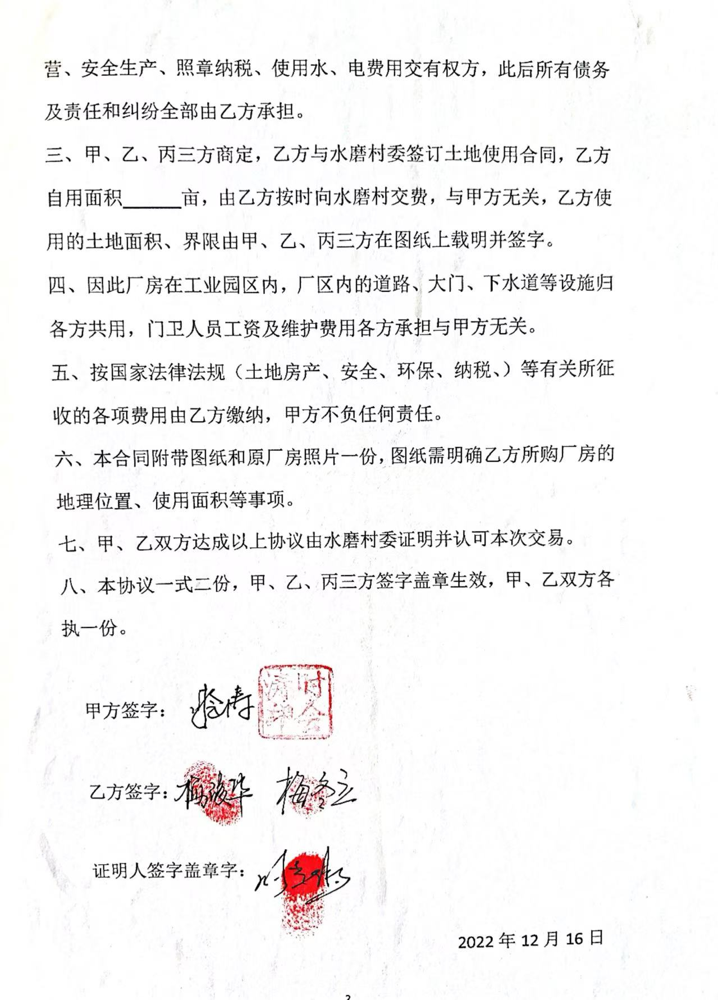 营、安全生产、照章纳税、使用水、电费用交有权方，此后所有债务
及责任和纠纷全部由乙方承担。
三、甲、乙、丙三方商定，乙方与水磨村委签订土地使用合同，乙方
自用面积______亩，由乙方按时向水磨村交费，与甲方无关，乙方使
用的土地面积、界限由甲、乙、丙三方在图纸上载明并签字。
四、因此厂房在工业园区内，厂区内的道路、大门、下水道等设施归
各方共用，门卫人员工资及维护费用各方承担与甲方无关。
五、按国家法律法规（土地房产、安全、环保、纳税、）等有关所征
收的各项费用由乙方缴纳，甲方不负任何责任。
六、本合同附带图纸和原厂房照片一份，图纸需明确乙方所购厂房的
地理位置、使用面积等事项。
七、甲、乙双方达成以上协议由水磨村委证明并认可本次交易。
八、本协议一式二份，甲、乙、丙三方签字盖章生效，甲、乙双方各
执一份。
甲方签字：
乙方签字：梅冬立
证明人签字盖章字：
2022 年 12 月 16 日
2